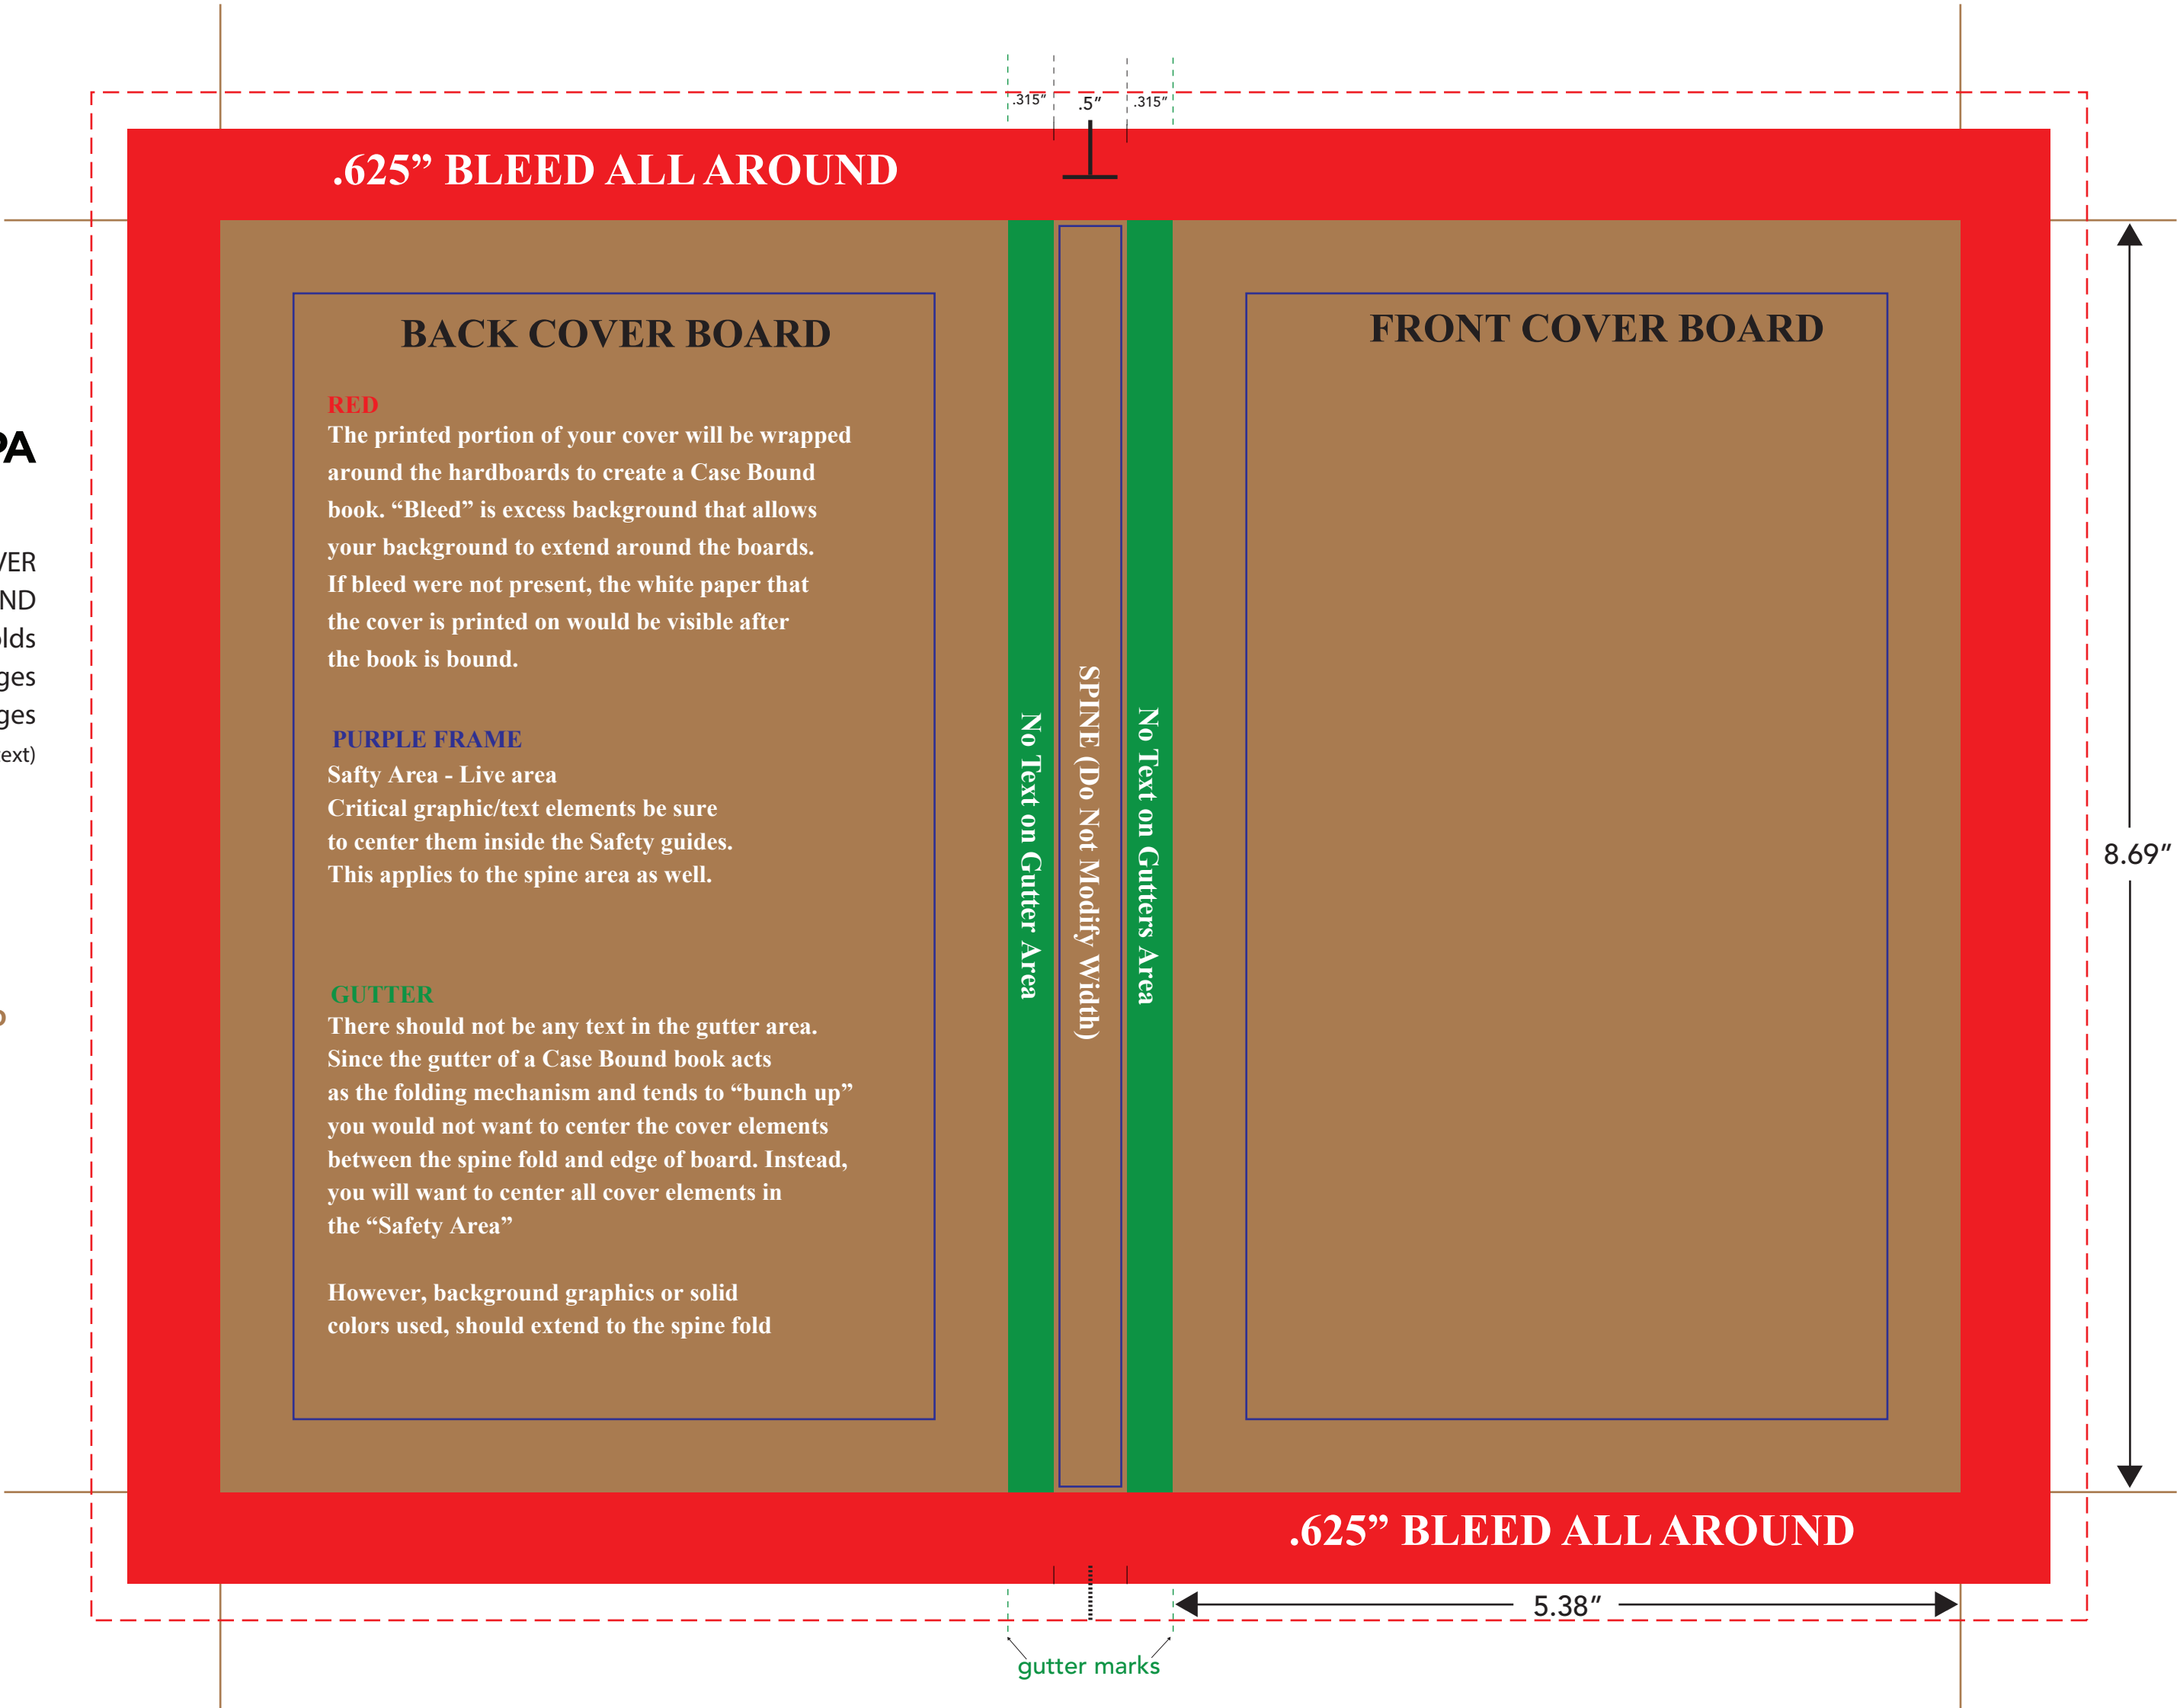 .315”
.5”
.315”
.625” BLEED ALL AROUND
BACK COVER BOARD
RED
The printed portion of your cover will be wrapped
around the hardboards to create a Case Bound
book. “Bleed” is excess background that allows
your background to extend around the boards.
If bleed were not present, the white paper that
the cover is printed on would be visible after
the book is bound.
PURPLE FRAME
Safty Area - Live area
Critical graphic/text elements be sure
to center them inside the Safety guides.
This applies to the spine area as well.
GUTTER
There should not be any text in the gutter area.
Since the gutter of a Case Bound book acts
as the folding mechanism and tends to “bunch up”
you would not want to center the cover elements
between the spine fold and edge of board. Instead,
you will want to center all cover elements in
the “Safety Area”
However, background graphics or solid
colors used, should extend to the spine fold
No Text on Gutter Area
SPINE (Do Not Modify Width)
No Text on Gutters Area
FRONT COVER BOARD
8.69”
.625” BLEED ALL AROUND
5.38”
gutter marks